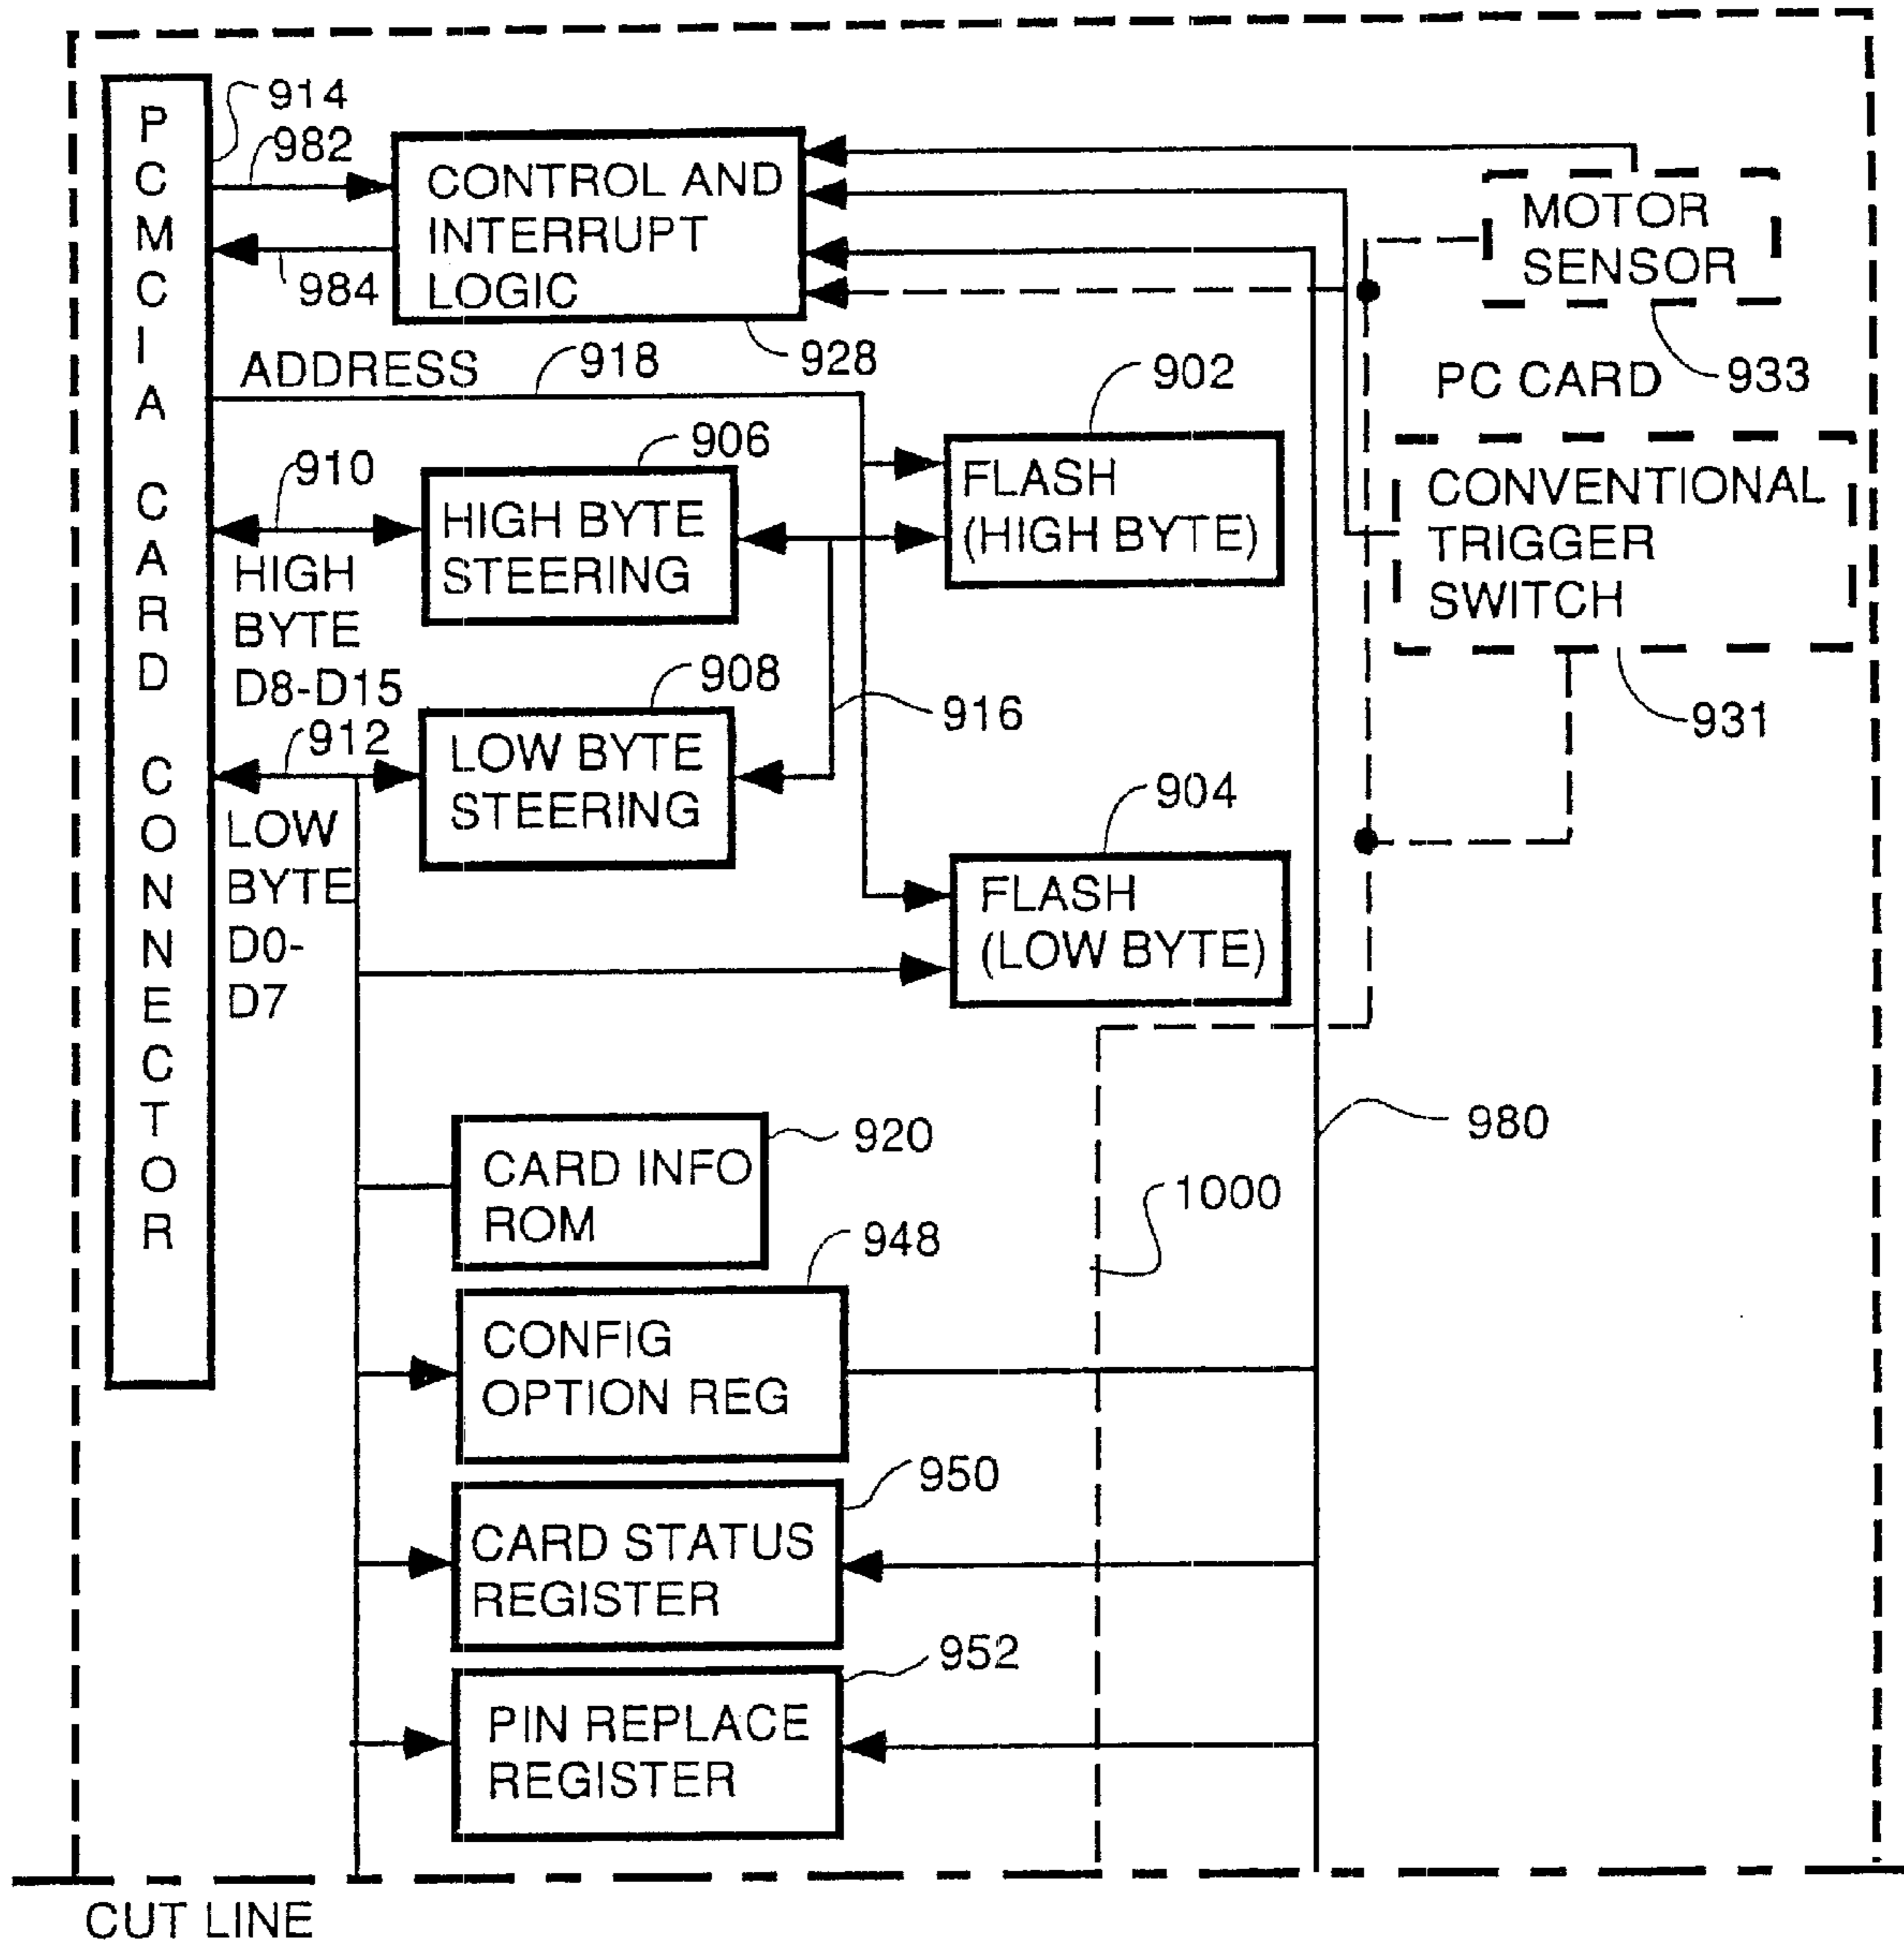 PCMCIA CARD CONNECTOR
914
982
984
CONTROL AND
INTERRUPT
LOGIC
928
MOTOR
SENSOR
933
PC CARD
ADDRESS
918
902
906
910
HIGH BYTE
STEERING
FLASH
(HIGH BYTE)
CONVENTIONAL
TRIGGER
SWITCH
931
HIGH
BYTE
D8-D15
908
916
912
LOW BYTE
STEERING
904
LOW
BYTE
D0-
D7
FLASH
(LOW BYTE)
920
CARD INFO
ROM
980
1000
948
CONFIG
OPTION REG
950
CARD STATUS
REGISTER
952
PIN REPLACE
REGISTER
CUT LINE